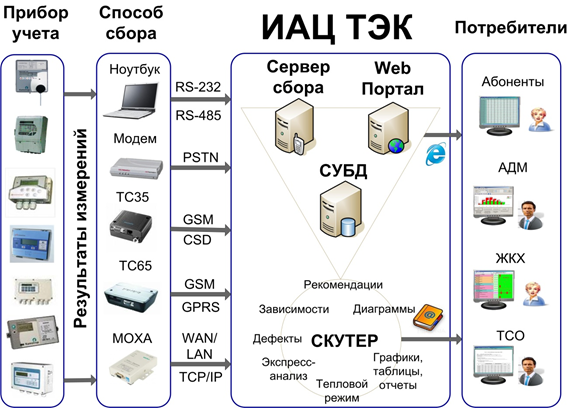 Прибор
учета
Способ
сбора
ИАЦ ТЭК
Потребители
Результаты измерений
Ноутбук
Модем
TC35
TC65
MOXA
RS-232
RS-485
PSTN
GSM
CSD
GSM
GPRS
WAN/
LAN
TCP/IP
Сервер
сбора
Web
Портал
СУБД
Рекомендации
Зависимости
Диаграммы
Дефекты
СКУТЕР
Экспресс-
анализ
Графики,
таблицы,
отчеты
Тепловой
режим
Абоненты
АДМ
ЖКХ
ТСО